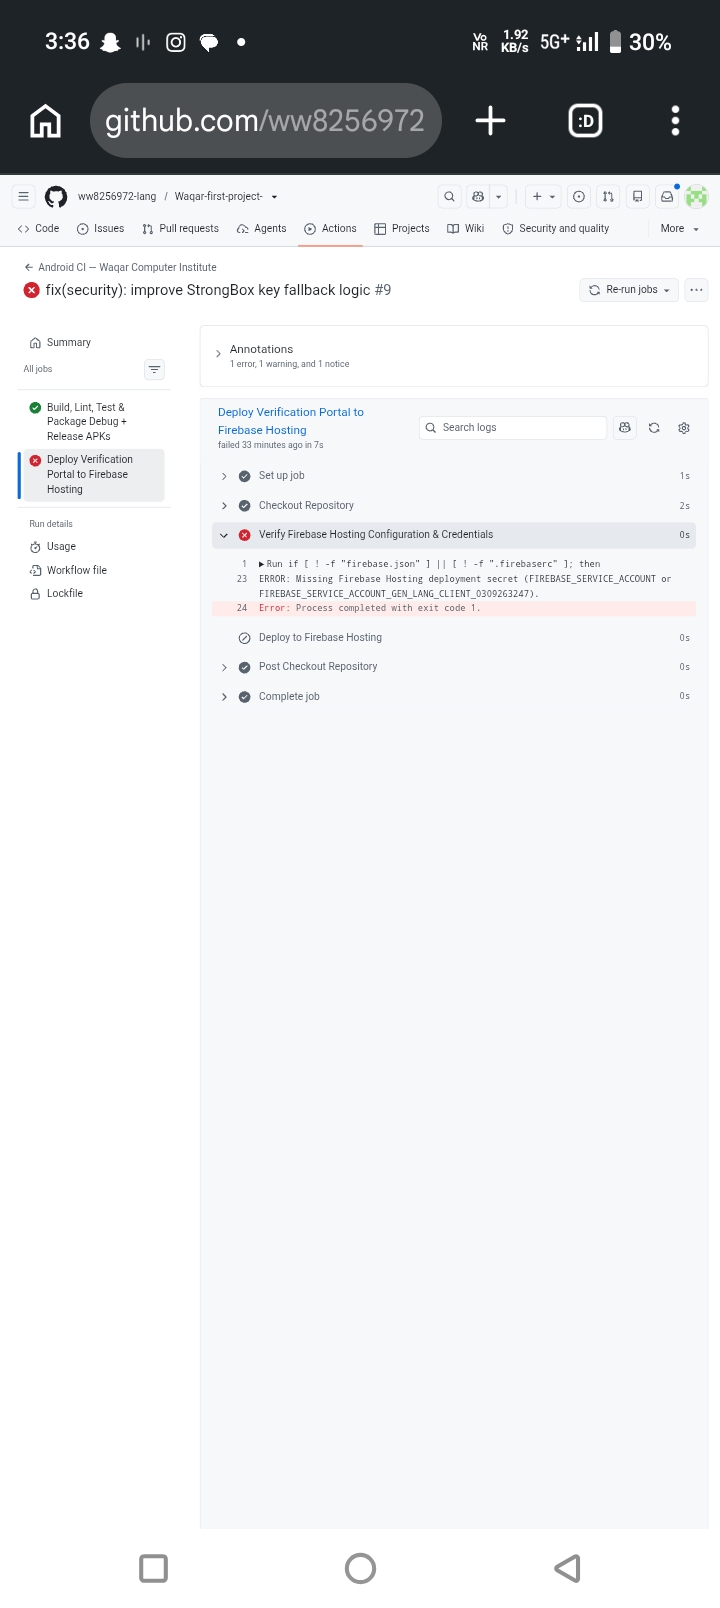 3:36
Vo NR
1.92 KB/s
5G+
30%
github.com/ww8256972
:D
ww8256972-lang / Waqar-first-project-
Code
Issues
Pull requests
Agents
Actions
Projects
Wiki
Security and quality
More
← Android CI — Waqar Computer Institute
fix(security): improve StrongBox key fallback logic #9
Re-run jobs
Summary
All jobs
Build, Lint, Test &
Package Debug +
Release APKs
Deploy Verification
Portal to Firebase
Hosting
Run details
Usage
Workflow file
Lockfile
Annotations
1 error, 1 warning, and 1 notice
Deploy Verification Portal to
Firebase Hosting
failed 33 minutes ago in 7s
Search logs
Set up job 1s
Checkout Repository 2s
Verify Firebase Hosting Configuration & Credentials 0s
1 ▶Run if [ ! -f "firebase.json" ] || [ ! -f ".firebaserc" ]; then
23 ERROR: Missing Firebase Hosting deployment secret (FIREBASE_SERVICE_ACCOUNT or
FIREBASE_SERVICE_ACCOUNT_GEN_LANG_CLIENT_0309263247).
24 Error: Process completed with exit code 1.
Deploy to Firebase Hosting 0s
Post Checkout Repository 0s
Complete job 0s